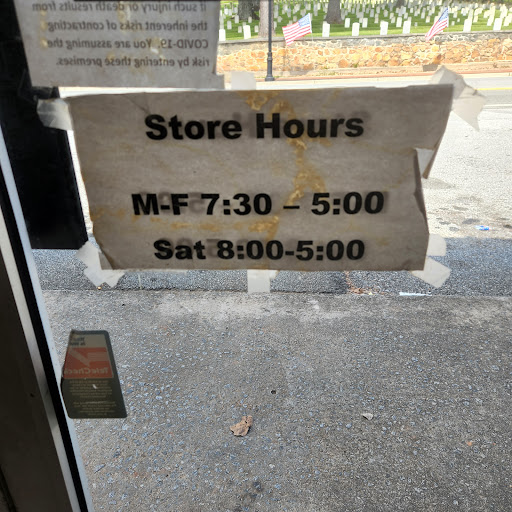 if such injury or death results from
the inherent risks of contracting
COVID-19. You are assuming the
risk by entering these premises.
Store Hours
M-F 7:30 – 5:00
Sat 8:00-5:00
TeleCheck